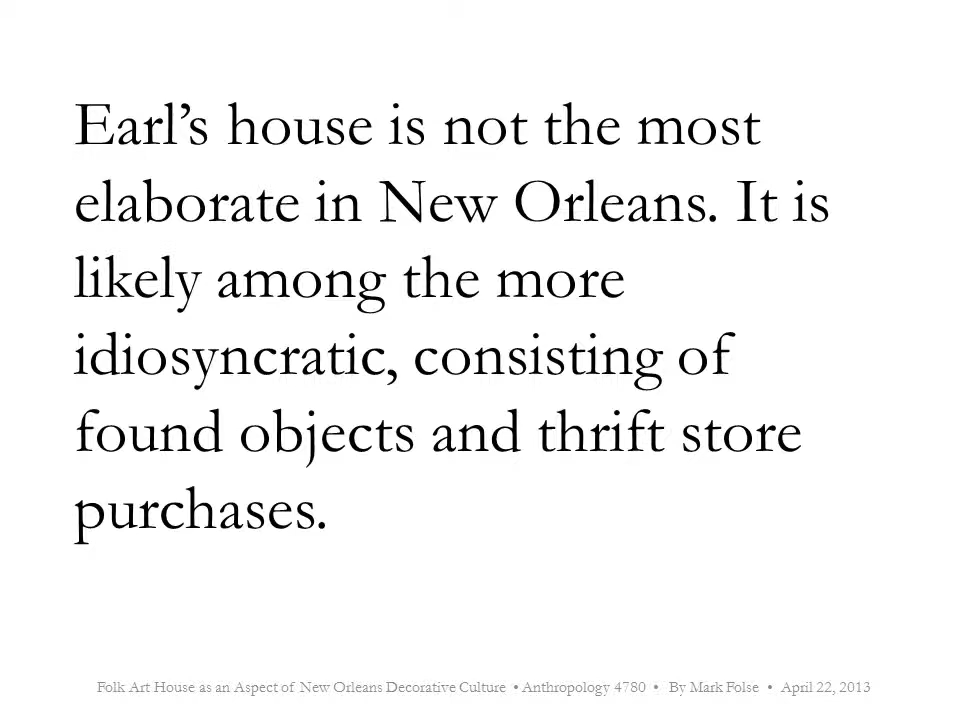 Earl’s house is not the most
elaborate in New Orleans. It is
likely among the more
idiosyncratic, consisting of
found objects and thrift store
purchases.
Folk Art House as an Aspect of New Orleans Decorative Culture • Anthropology 4780 • By Mark Folse • April 22, 2013